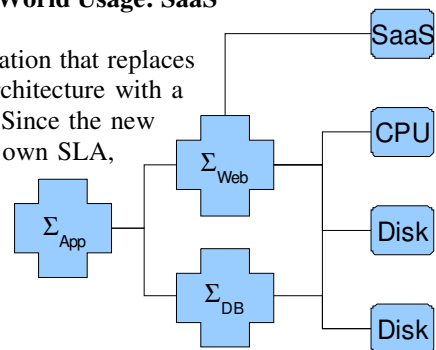 World Usage: SaaS
ation that replaces
rchitecture with a
Since the new
own SLA,
SaaS
CPU
Σ Web
Σ App
Disk
Σ DB
Disk